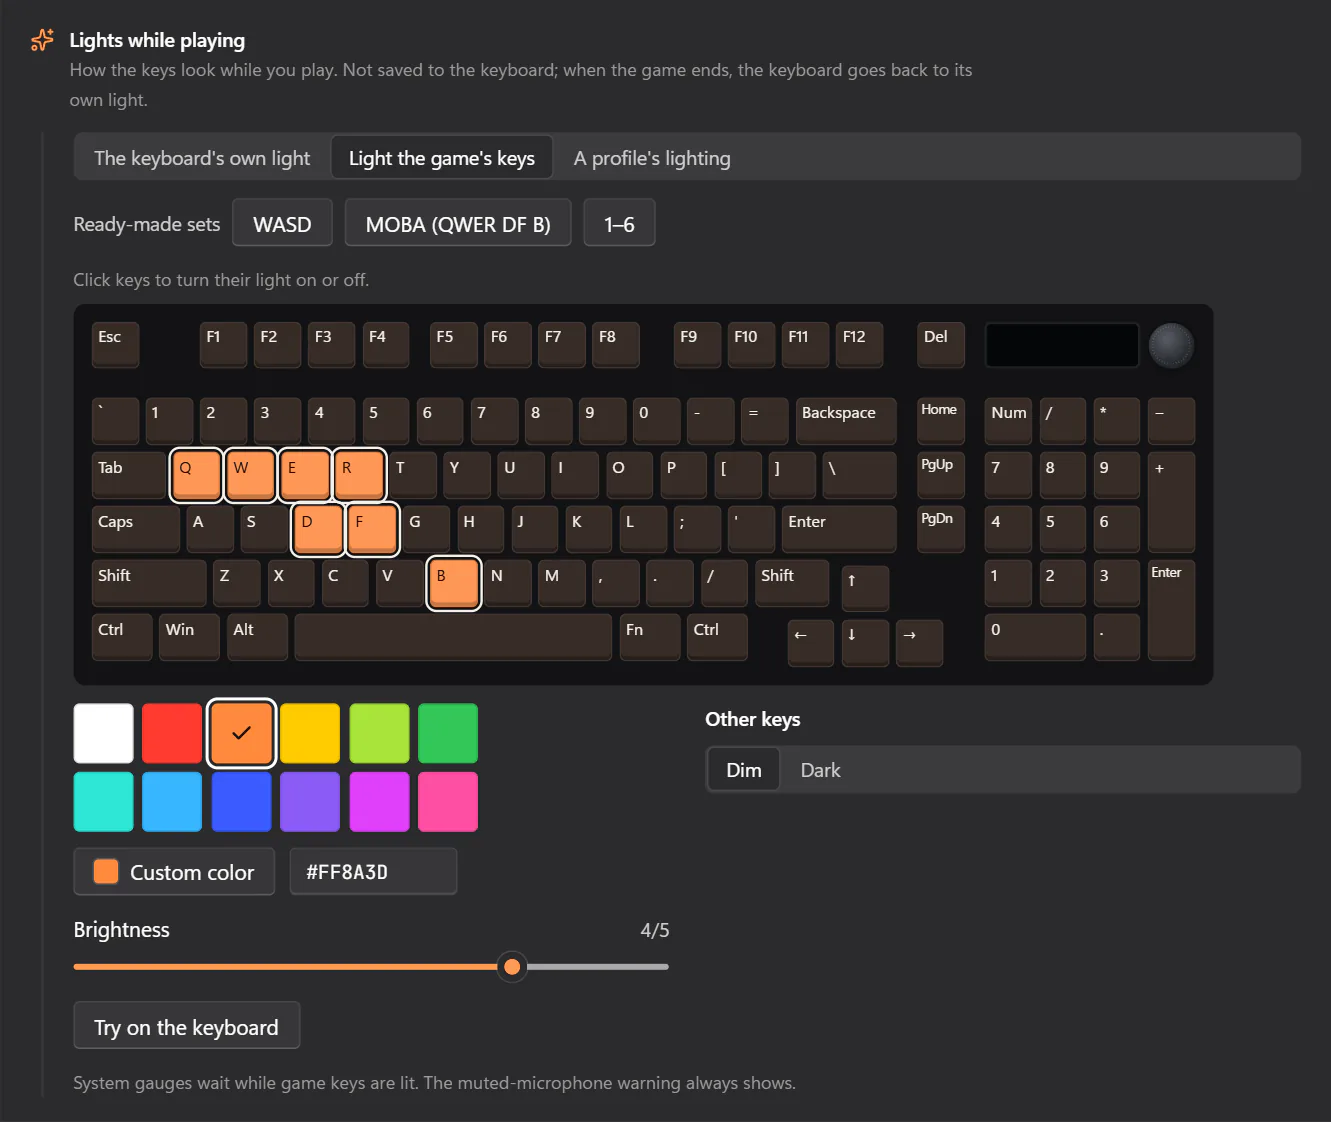 Lights while playing
How the keys look while you play. Not saved to the keyboard; when the game ends, the keyboard goes back to its
own light.
The keyboard's own light Light the game's keys A profile's lighting
Ready-made sets WASD MOBA (QWER DF B) 1–6
Click keys to turn their light on or off.
Esc F1 F2 F3 F4 F5 F6 F7 F8 F9 F10 F11 F12 Del
` 1 2 3 4 5 6 7 8 9 0 - = Backspace Home Num / * −
Tab Q W E R T Y U I O P [ ] \ PgUp 7 8 9 +
Caps A S D F G H J K L ; ' Enter PgDn 4 5 6
Shift Z X C V B N M , . / Shift ↑ 1 2 3 Enter
Ctrl Win Alt Fn Ctrl ← ↓ → 0 .
Other keys
Dim Dark
Custom color #FF8A3D
Brightness 4/5
Try on the keyboard
System gauges wait while game keys are lit. The muted-microphone warning always shows.